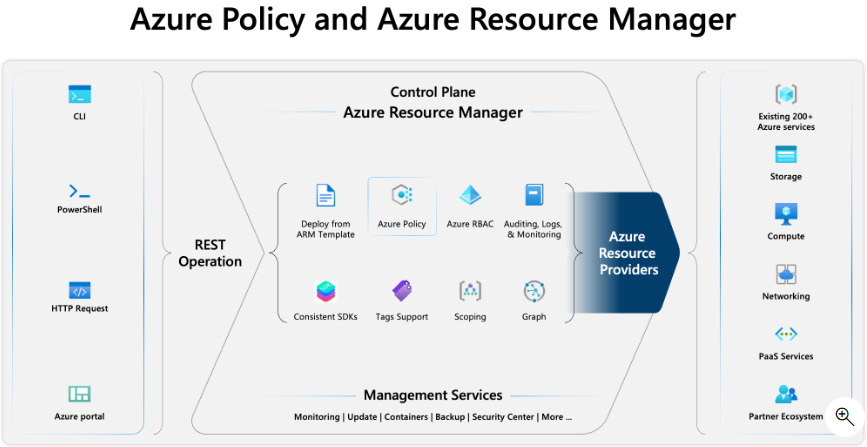 Azure Policy and Azure Resource Manager
CLI
PowerShell
HTTP Request
Azure portal
REST
Operation
Control Plane
Azure Resource Manager
Deploy from
ARM Template
Azure Policy
Azure RBAC
Auditing, Logs,
& Monitoring
Consistent SDKs
Tags Support
Scoping
Graph
Management Services
Monitoring | Update | Containers | Backup | Security Center | More ...
Azure
Resource
Providers
Existing 200+
Azure services
Storage
Compute
Networking
PaaS Services
Partner Ecosystem